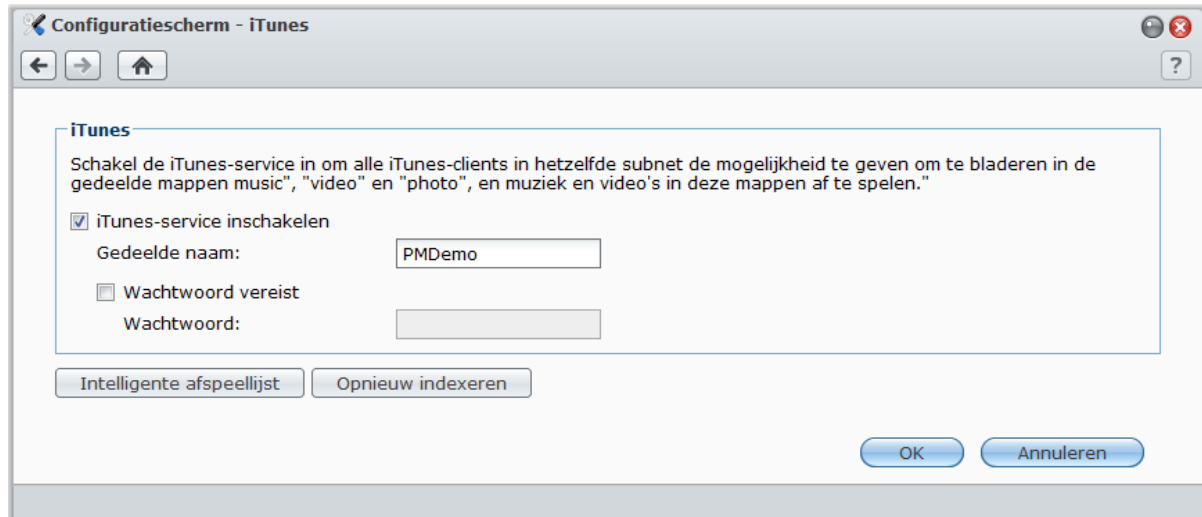 Configuratiescherm - iTunes
?
iTunes
Schakel de iTunes-service in om alle iTunes-clients in hetzelfde subnet de mogelijkheid te geven om te bladeren in de
gedeelde mappen music", "video" en "photo", en muziek en video's in deze mappen af te spelen."
iTunes-service inschakelen
Gedeelde naam: PMDemo
Wachtwoord vereist
Wachtwoord:
Intelligente afspeellijst Opnieuw indexeren
OK Annuleren